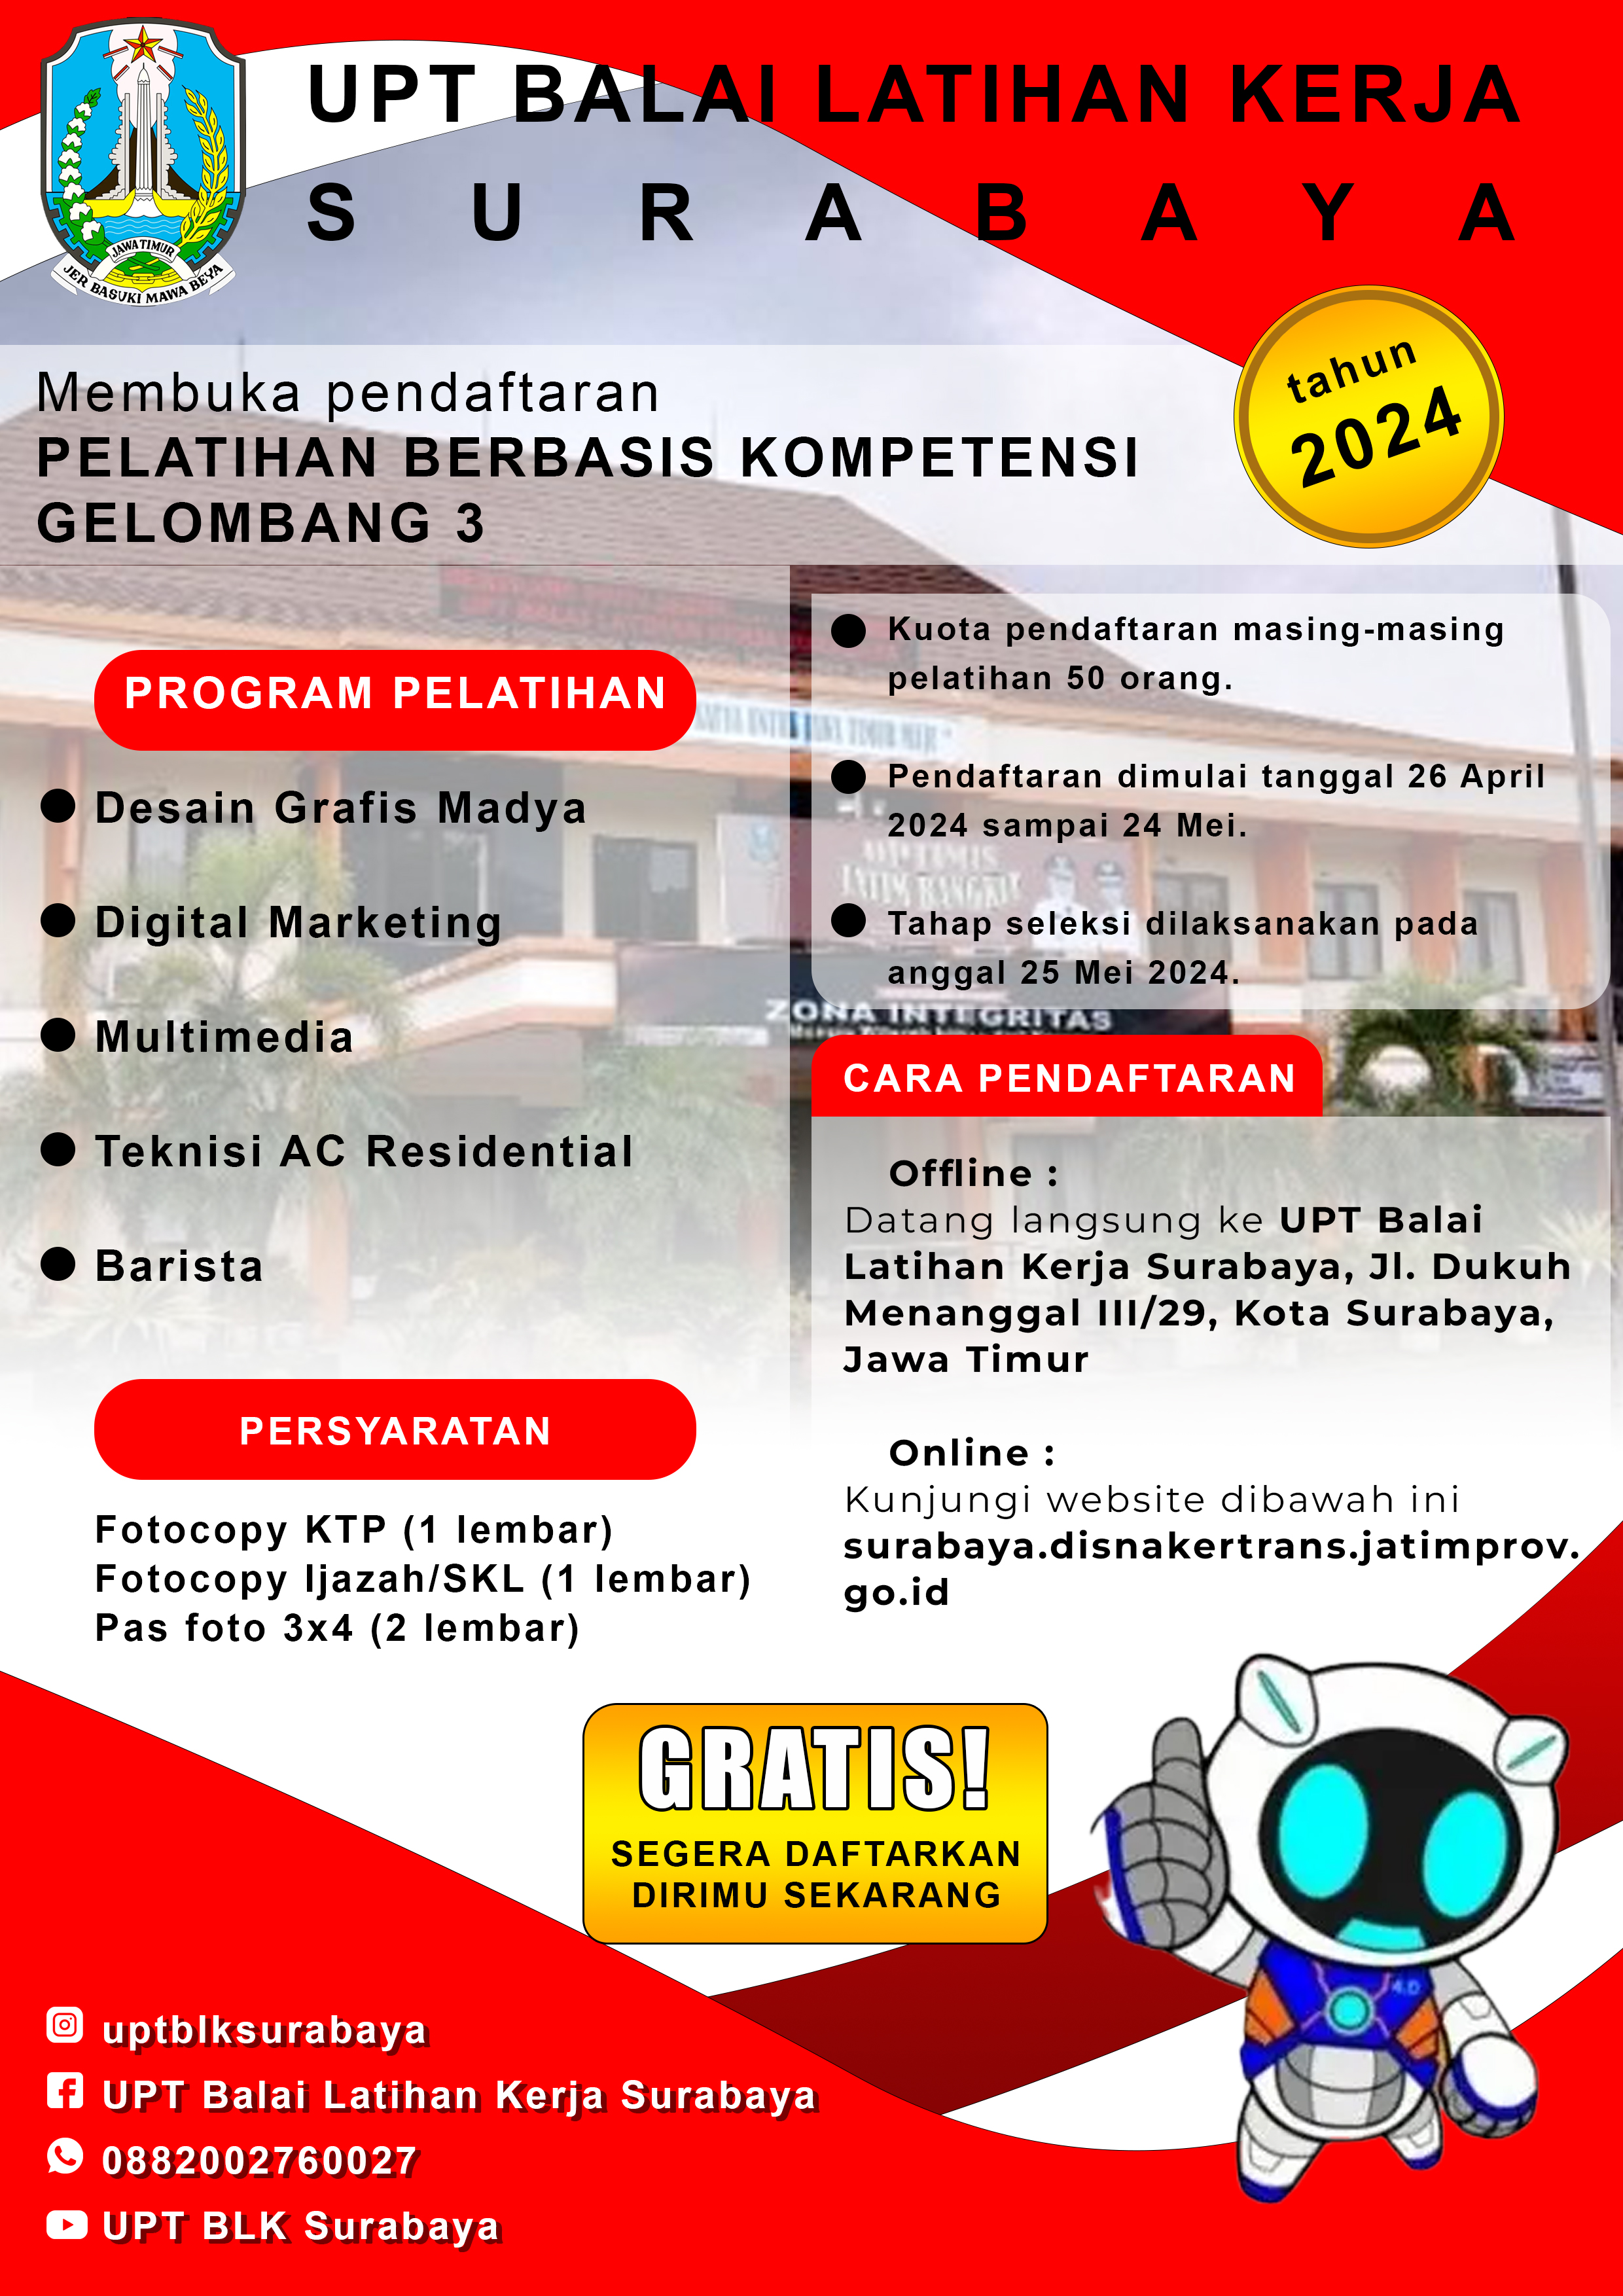 UPT BALAI LATIHAN KERJA
SURABAYA
JAWA TIMUR
JER BASUKI MAWA BEYA
tahun
2024
Membuka pendaftaran
PELATIHAN BERBASIS KOMPETENSI
GELOMBANG 3
PROGRAM PELATIHAN
Desain Grafis Madya
Digital Marketing
Multimedia
Teknisi AC Residential
Barista
PERSYARATAN
Fotocopy KTP (1 lembar)
Fotocopy Ijazah/SKL (1 lembar)
Pas foto 3x4 (2 lembar)
Kuota pendaftaran masing-masing
pelatihan 50 orang.
Pendaftaran dimulai tanggal 26 April
2024 sampai 24 Mei.
Tahap seleksi dilaksanakan pada
anggal 25 Mei 2024.
ZONA INTEGRITAS
CARA PENDAFTARAN
Offline :
Datang langsung ke UPT Balai
Latihan Kerja Surabaya, Jl. Dukuh
Menanggal III/29, Kota Surabaya,
Jawa Timur
Online :
Kunjungi website dibawah ini
surabaya.disnakertrans.jatimprov.
go.id
GRATIS!
SEGERA DAFTARKAN
DIRIMU SEKARANG
4.0
uptblksurabaya
UPT Balai Latihan Kerja Surabaya
0882002760027
UPT BLK Surabaya